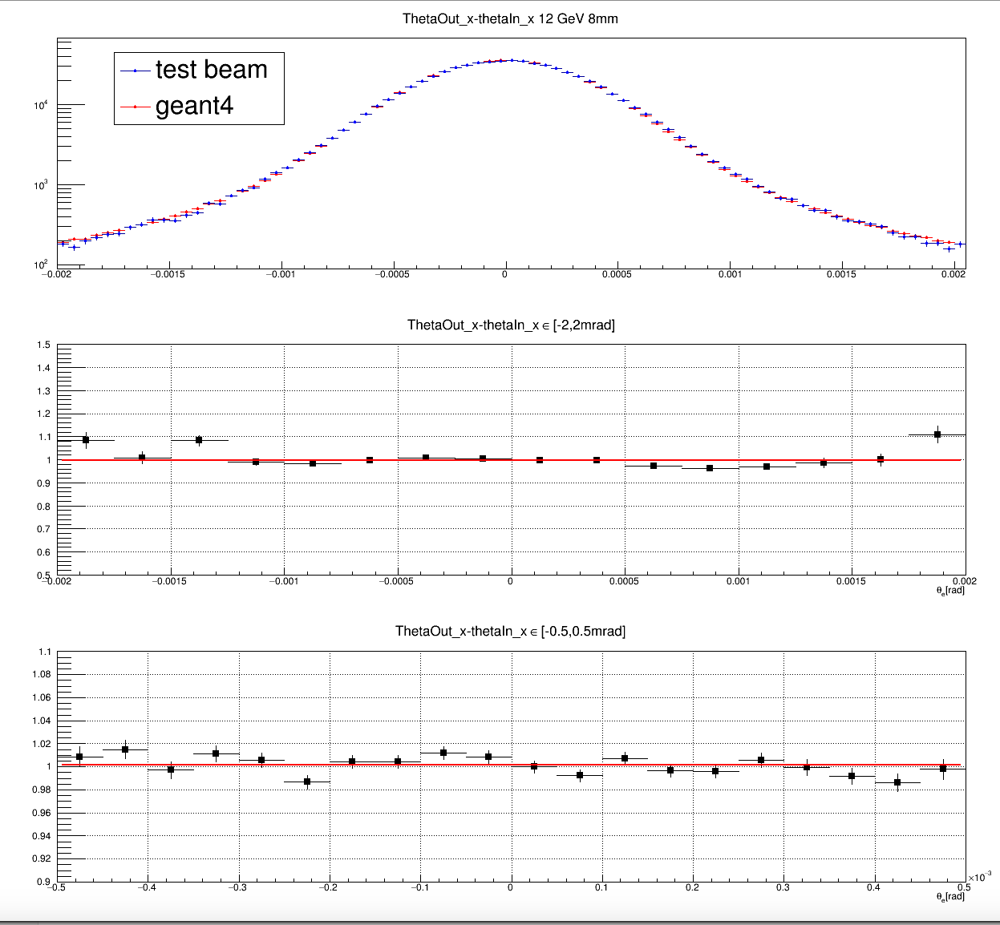 ThetaOut_x-thetaIn_x 12 GeV 8mm
test beam
geant4
10⁴
10³
10²
−0.002 −0.0015 −0.001 −0.0005 0 0.0005 0.001 0.0015 0.002
ThetaOut_x-thetaIn_x ∈ [-2,2mrad]
1.5
1.4
1.3
1.2
1.1
1
0.9
0.8
0.7
0.6
0.5
−0.002 −0.0015 −0.001 −0.0005 0 0.0005 0.001 0.0015 0.002
θe[rad]
ThetaOut_x-thetaIn_x ∈ [-0.5,0.5mrad]
1.1
1.08
1.06
1.04
1.02
1
0.98
0.96
0.94
0.92
0.9
−0.5 −0.4 −0.3 −0.2 −0.1 0 0.1 0.2 0.3 0.4 0.5
×10⁻³
θe[rad]